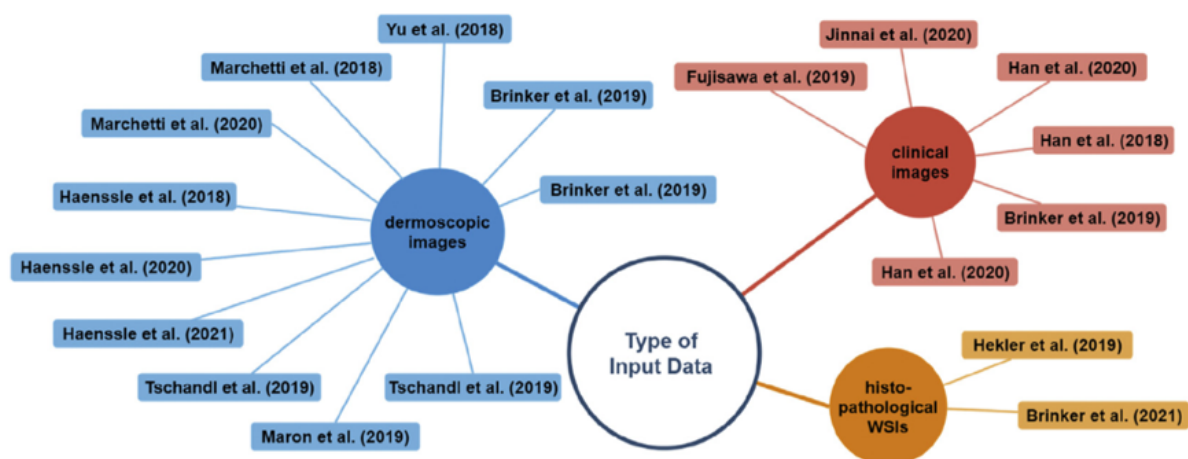 Yu et al. (2018)
Marchetti et al. (2018)
Brinker et al. (2019)
Marchetti et al. (2020)
Brinker et al. (2019)
Haenssle et al. (2018)
dermoscopic
images
Haenssle et al. (2020)
Haenssle et al. (2021)
Tschandl et al. (2019)
Tschandl et al. (2019)
Maron et al. (2019)
Type of
Input Data
Jinnai et al. (2020)
Fujisawa et al. (2019)
Han et al. (2020)
clinical
images
Han et al. (2018)
Brinker et al. (2019)
Han et al. (2020)
Hekler et al. (2019)
histo-
pathological
WSIs
Brinker et al. (2021)